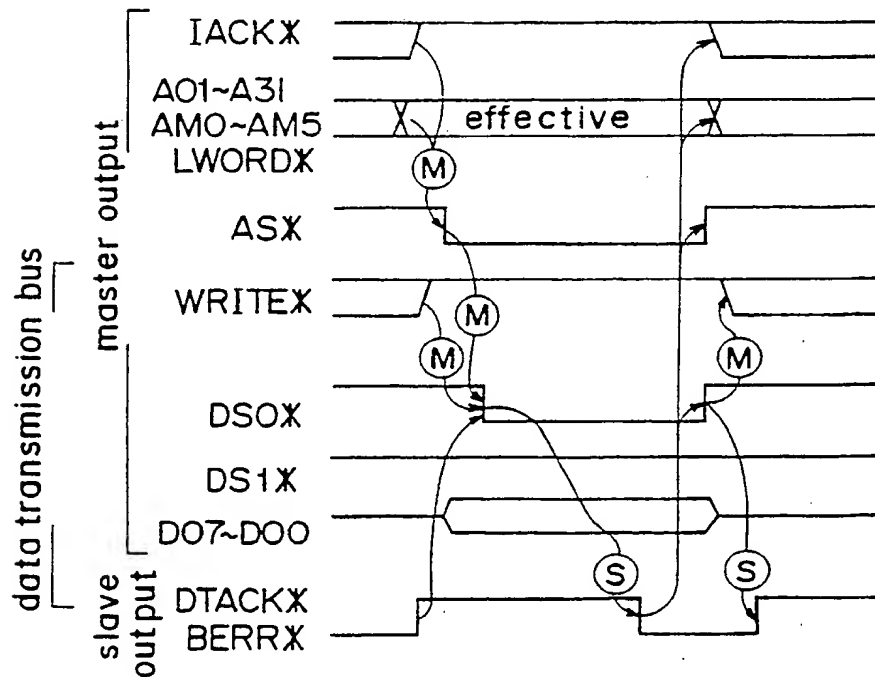 IACK*
A01~A31
AM0~AM5
LWORD*
effective
M
AS*
WRITE*
M
M
M
DS0*
DS1*
D07~D00
S
S
DTACK*
BERR*
master output
data transmission bus
slave
output